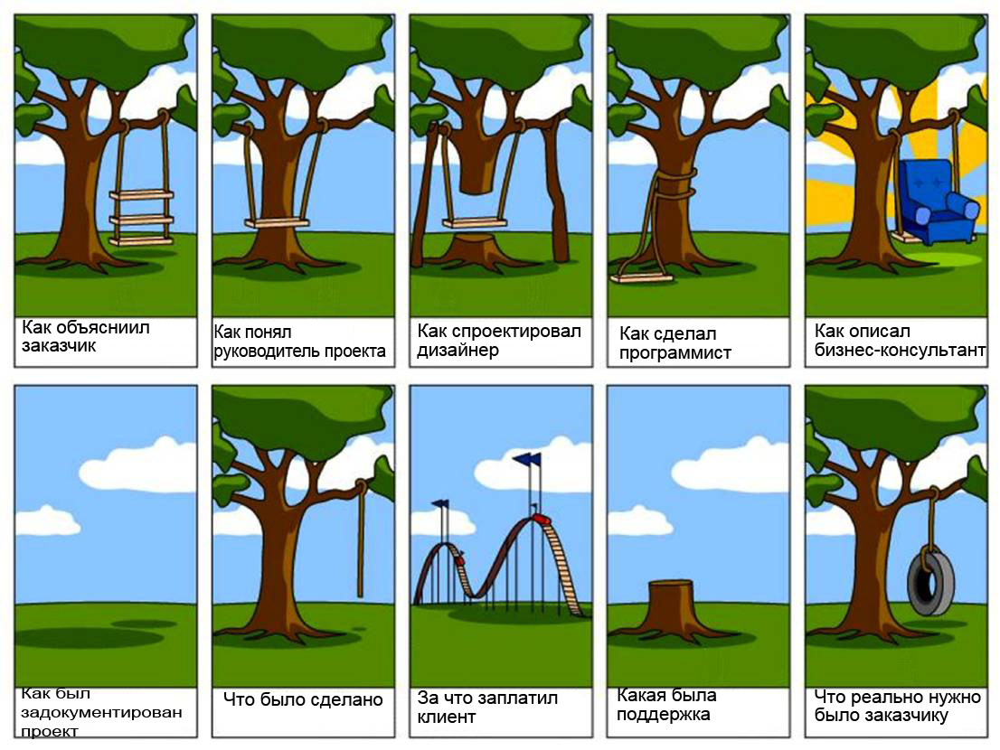 Как объясниил
заказчик
Как понял
руководитель проекта
Как спроектировал
дизайнер
Как сделал
программист
Как описал
бизнес-консультант
Как был
задокументирован
проект
Что было сделано
За что заплатил
клиент
Какая была
поддержка
Что реально нужно
было заказчику